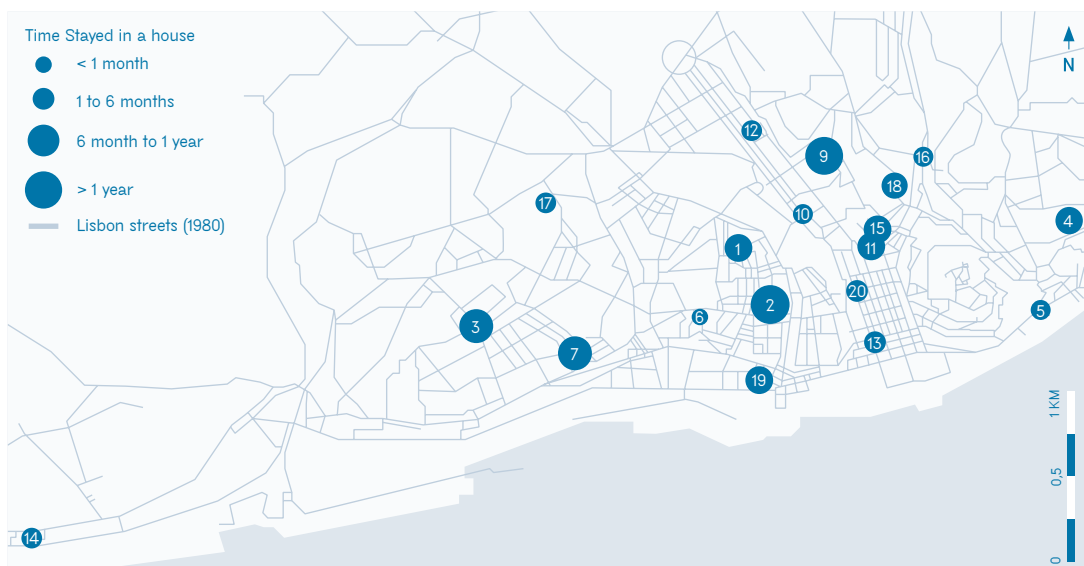 Time Stayed in a house
< 1 month
1 to 6 months
6 month to 1 year
> 1 year
Lisbon streets (1980)
N
12
9
16
18
17
10
4
15
1
11
20
2
5
6
3
13
7
19
14
1 KM
0,5
0